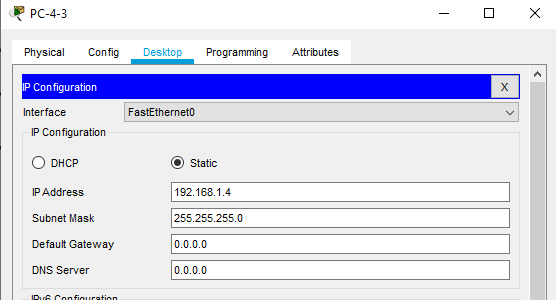 PC-4-3
Physical Config Desktop Programming Attributes
IP Configuration X
Interface FastEthernet0
IP Configuration
DHCP Static
IP Address 192.168.1.4
Subnet Mask 255.255.255.0
Default Gateway 0.0.0.0
DNS Server 0.0.0.0
IPv6 Configuration